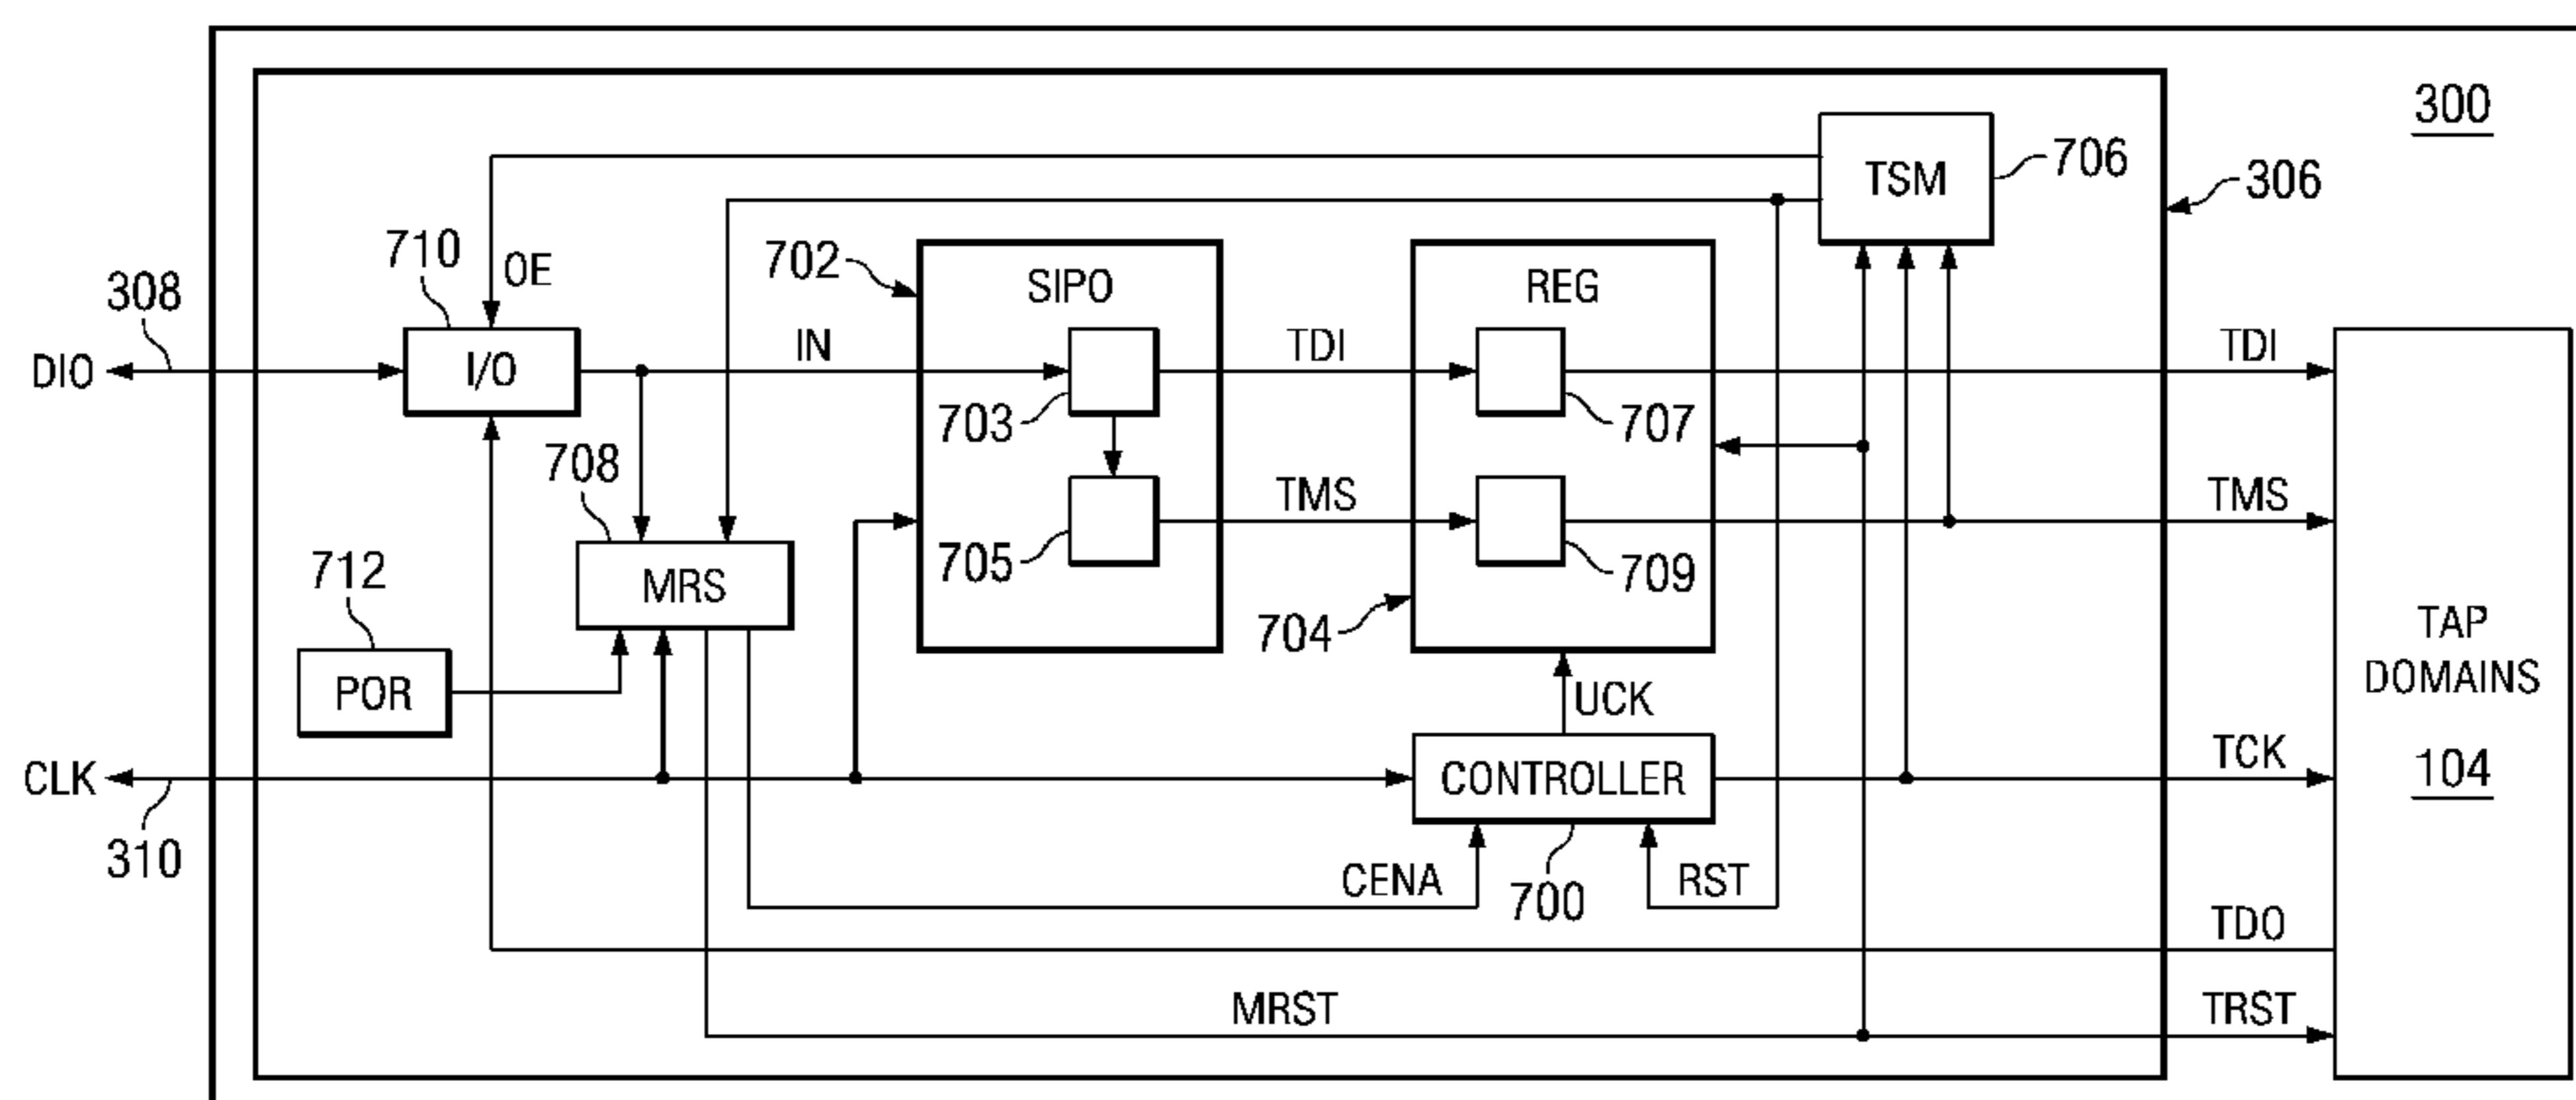 300
TSM
706
306
710
OE
702
SIPO
REG
308
DIO
I/O
IN
TDI
TDI
703
707
708
TMS
TMS
705
709
712
MRS
704
POR
UCK
TAP
DOMAINS
104
CLK
CONTROLLER
TCK
310
CENA
700
RST
TDO
MRST
TRST